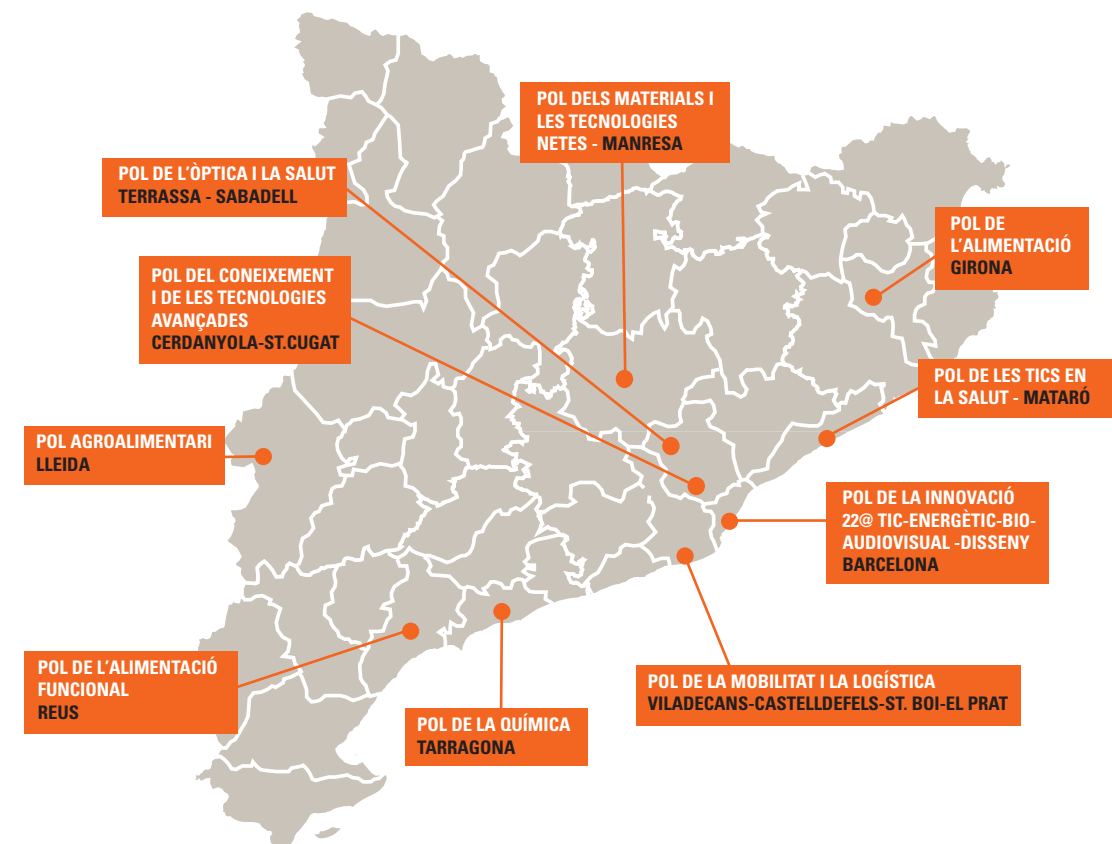 POL DELS MATERIALS I
LES TECNOLOGIES
NETES - MANRESA
POL DE L'ÒPTICA I LA SALUT
TERRASSA - SABADELL
POL DE
L'ALIMENTACIÓ
GIRONA
POL DEL CONEIXEMENT
I DE LES TECNOLOGIES
AVANÇADES
CERDANYOLA-ST.CUGAT
POL DE LES TICS EN
LA SALUT - MATARÓ
POL AGROALIMENTARI
LLEIDA
POL DE LA INNOVACIÓ
22@ TIC-ENERGÈTIC-BIO-
AUDIOVISUAL -DISSENY
BARCELONA
POL DE L'ALIMENTACIÓ
FUNCIONAL
REUS
POL DE LA MOBILITAT I LA LOGÍSTICA
VILADECANS-CASTELLDEFELS-ST. BOI-EL PRAT
POL DE LA QUÍMICA
TARRAGONA